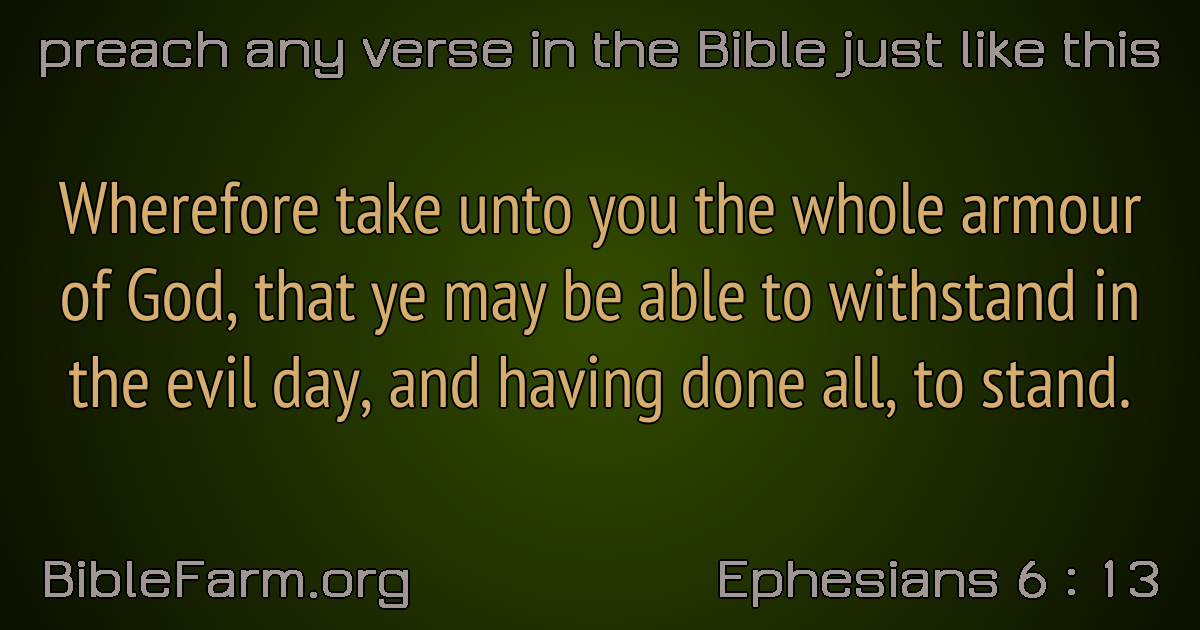 preach any verse in the Bible just like this
Wherefore take unto you the whole armour
of God, that ye may be able to withstand in
the evil day, and having done all, to stand.
BibleFarm.org
Ephesians 6 : 13